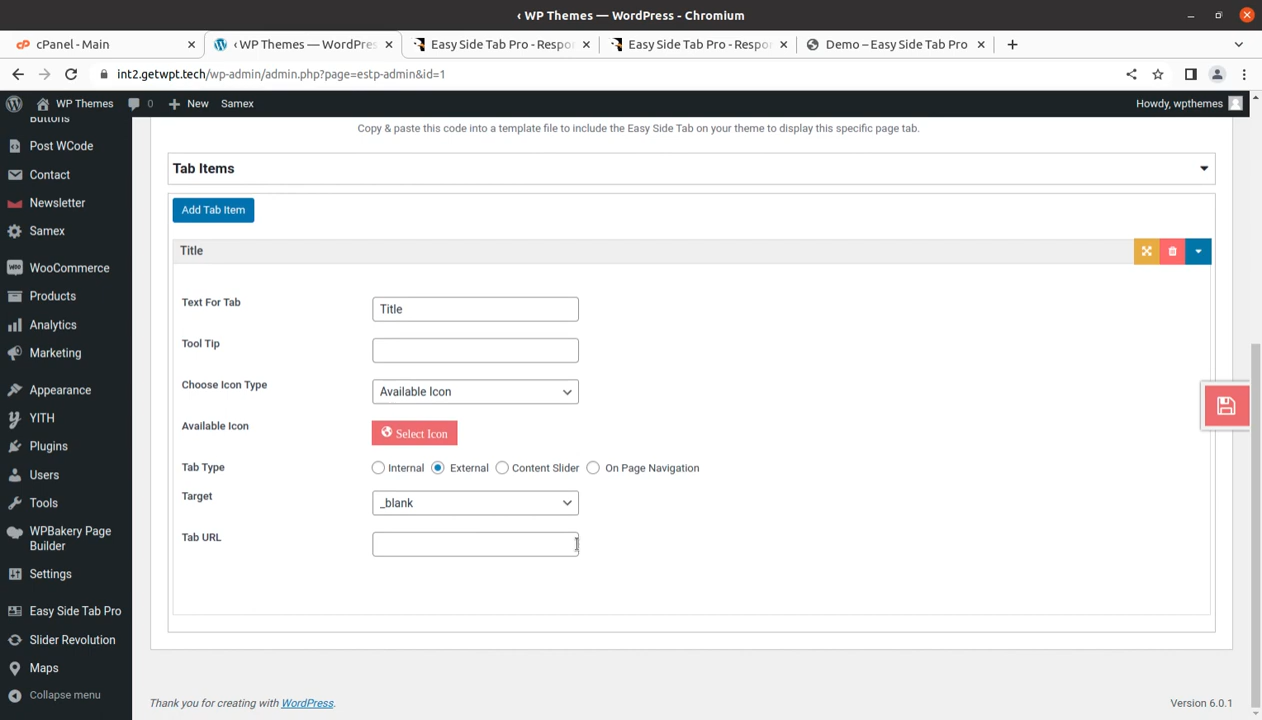 ‹ WP Themes — WordPress - Chromium
cPanel - Main
‹ WP Themes — WordPres
Easy Side Tab Pro - Respo
Easy Side Tab Pro - Respo
Demo – Easy Side Tab Pro
int2.getwpt.tech/wp-admin/admin.php?page=estp-admin&id=1
WP Themes
0
New
Samex
Howdy, wpthemes
Buttons
Post WCode
Contact
Newsletter
Samex
WooCommerce
Products
Analytics
Marketing
Appearance
YITH
Plugins
Users
Tools
WPBakery Page
Builder
Settings
Easy Side Tab Pro
Slider Revolution
Maps
Collapse menu
Copy & paste this code into a template file to include the Easy Side Tab on your theme to display this specific page tab.
Tab Items
Add Tab Item
Title
Text For Tab
Title
Tool Tip
Choose Icon Type
Available Icon
Available Icon
Select Icon
Tab Type
Internal
External
Content Slider
On Page Navigation
Target
_blank
Tab URL
Thank you for creating with WordPress.
Version 6.0.1